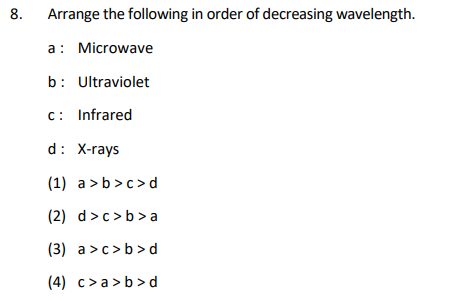 8. Arrange the following in order of decreasing wavelength.
a : Microwave
b : Ultraviolet
c : Infrared
d : X-rays
(1) a > b > c > d
(2) d > c > b > a
(3) a > c > b > d
(4) c > a > b > d